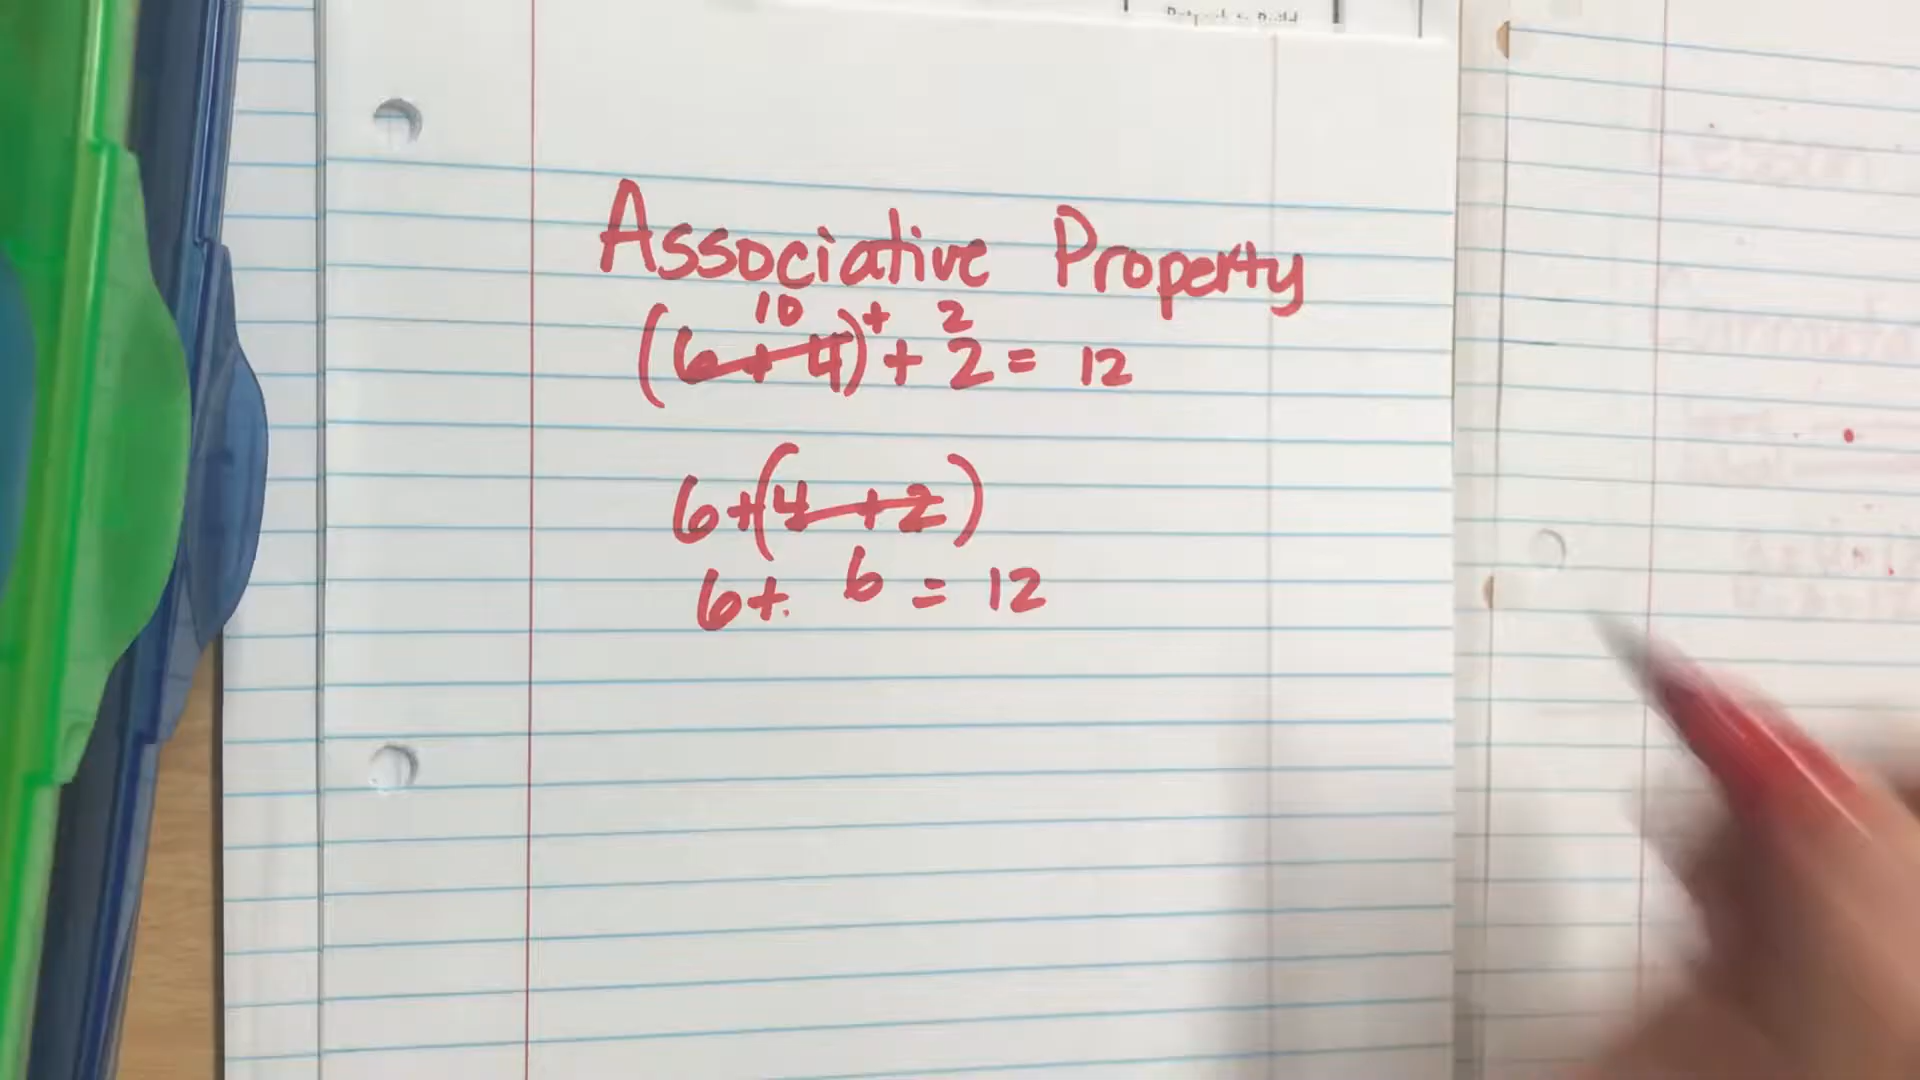 Associative Property
10 + 2
(6 + 4) + 2 = 12
6 + (4 + 2)
6 + 6 = 12